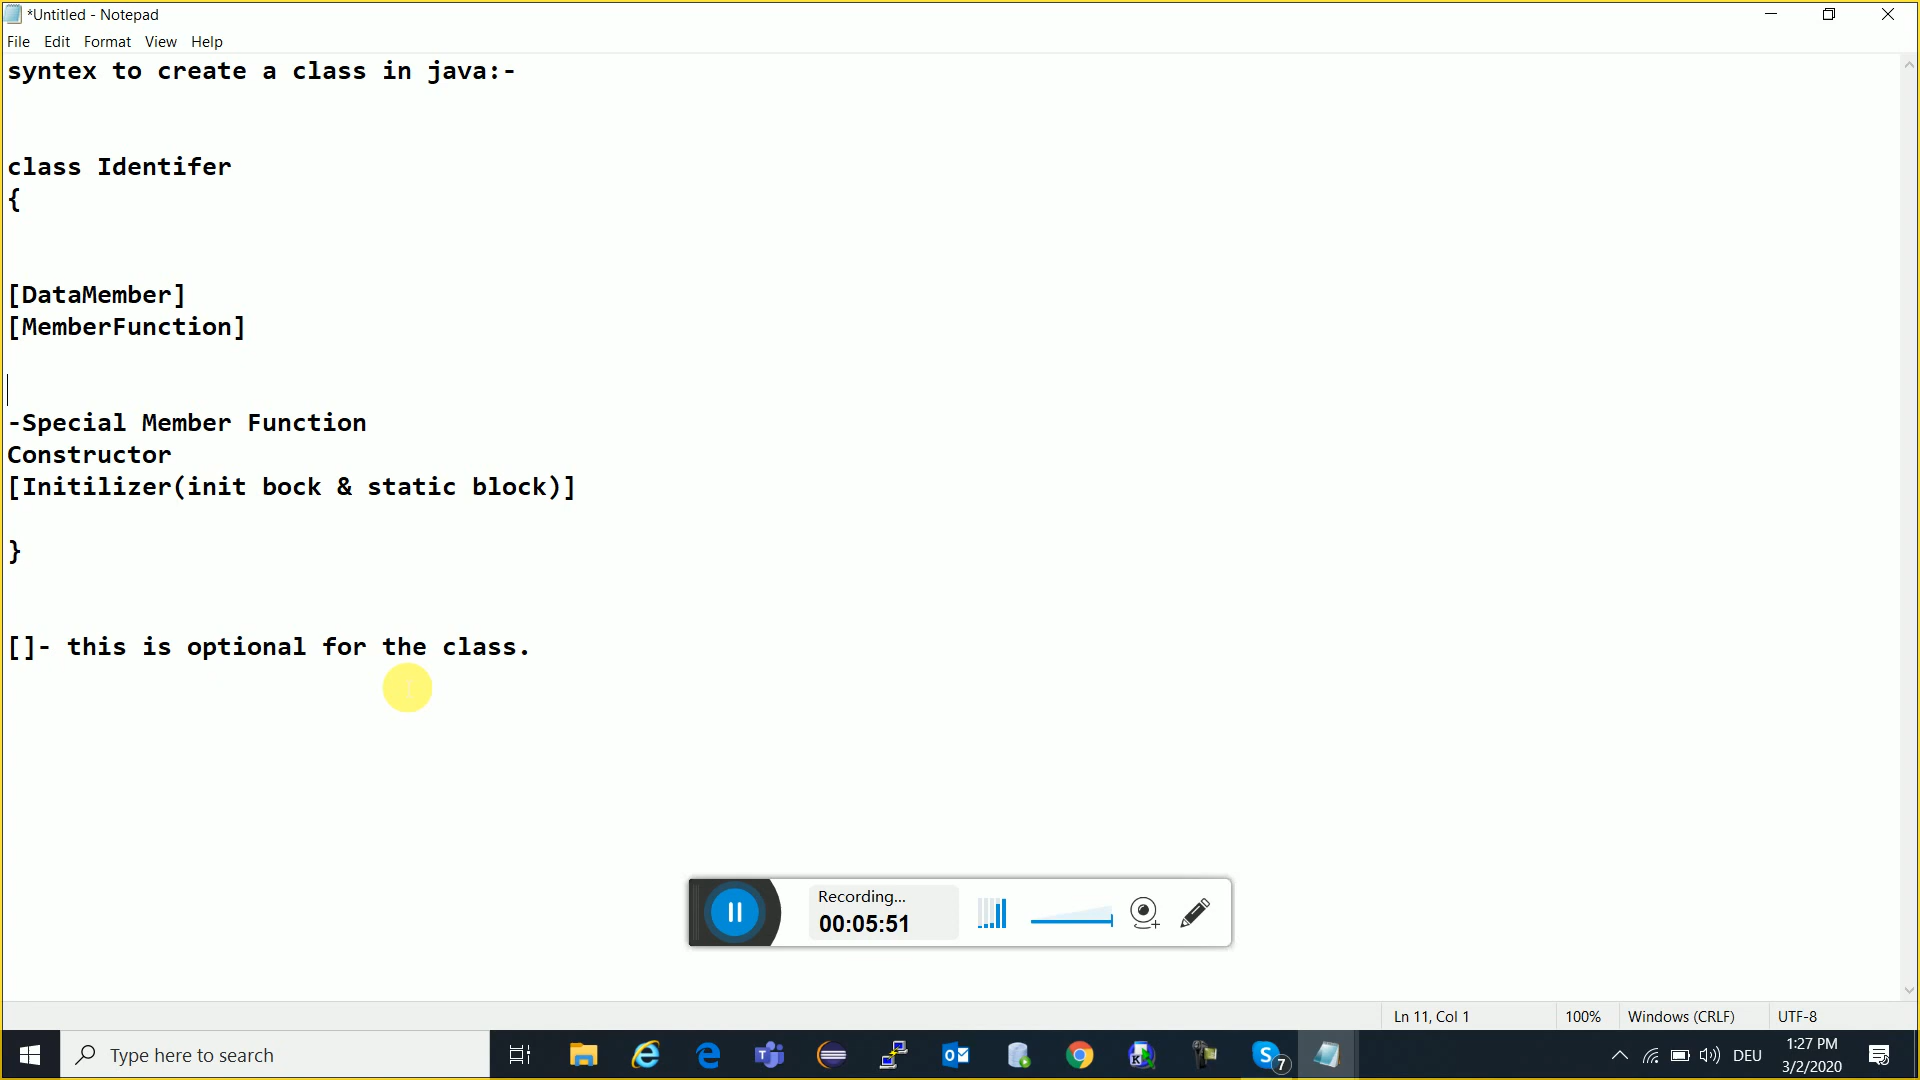 *Untitled - Notepad
File Edit Format View Help
syntex to create a class in java:-
class Identifer
{
[DataMember]
[MemberFunction]
-Special Member Function
Constructor
[Initilizer(init bock & static block)]
}
[]- this is optional for the class.
Recording...
00:05:51
Ln 11, Col 1 100% Windows (CRLF) UTF-8
Type here to search
7
DEU
1:27 PM
3/2/2020